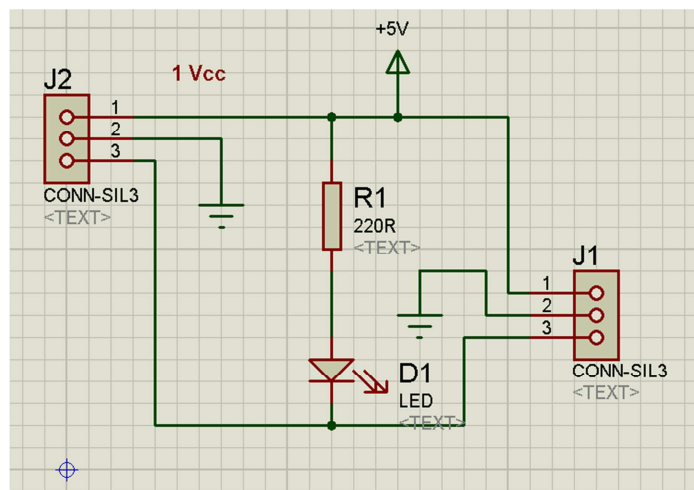 +5V
J2
1 Vcc
1
2
3
CONN-SIL3
<TEXT>
R1
220R
<TEXT>
J1
1
2
3
CONN-SIL3
<TEXT>
D1
LED
<TEXT>